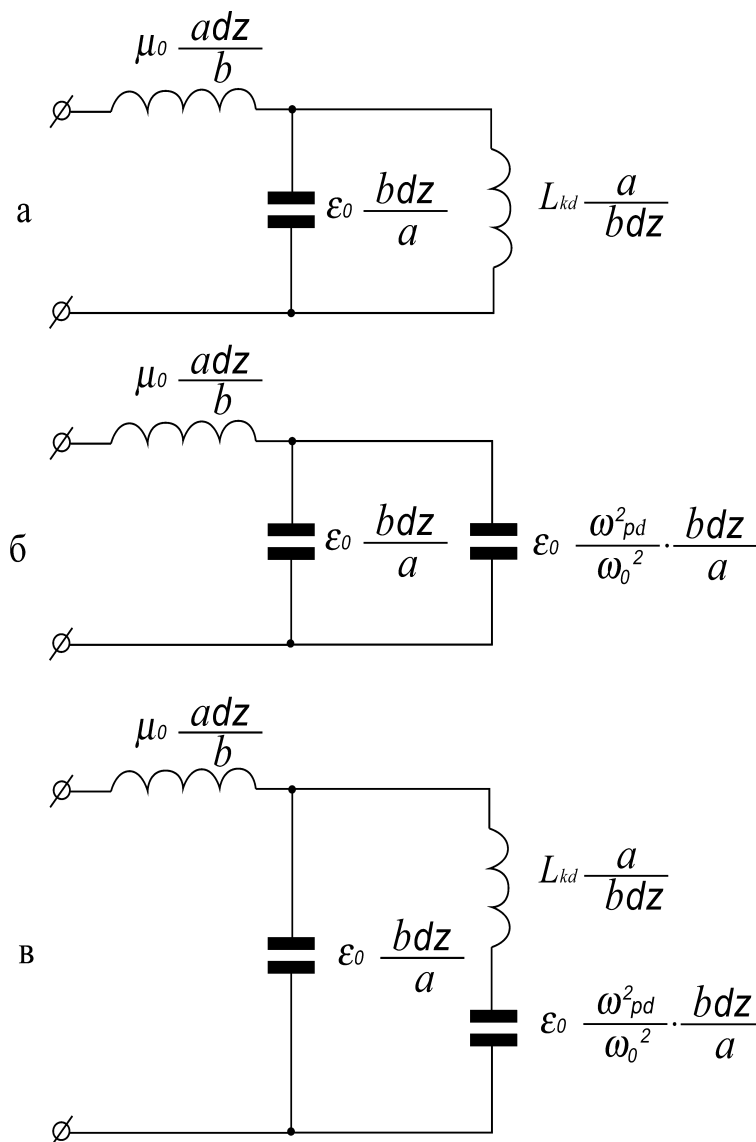 μ₀ adz/b
а
ε₀ bdz/a
L_kd a/bdz
μ₀ adz/b
б
ε₀ bdz/a
ε₀ ω²_pd/ω₀² · bdz/a
μ₀ adz/b
L_kd a/bdz
в
ε₀ bdz/a
ε₀ ω²_pd/ω₀² · bdz/a